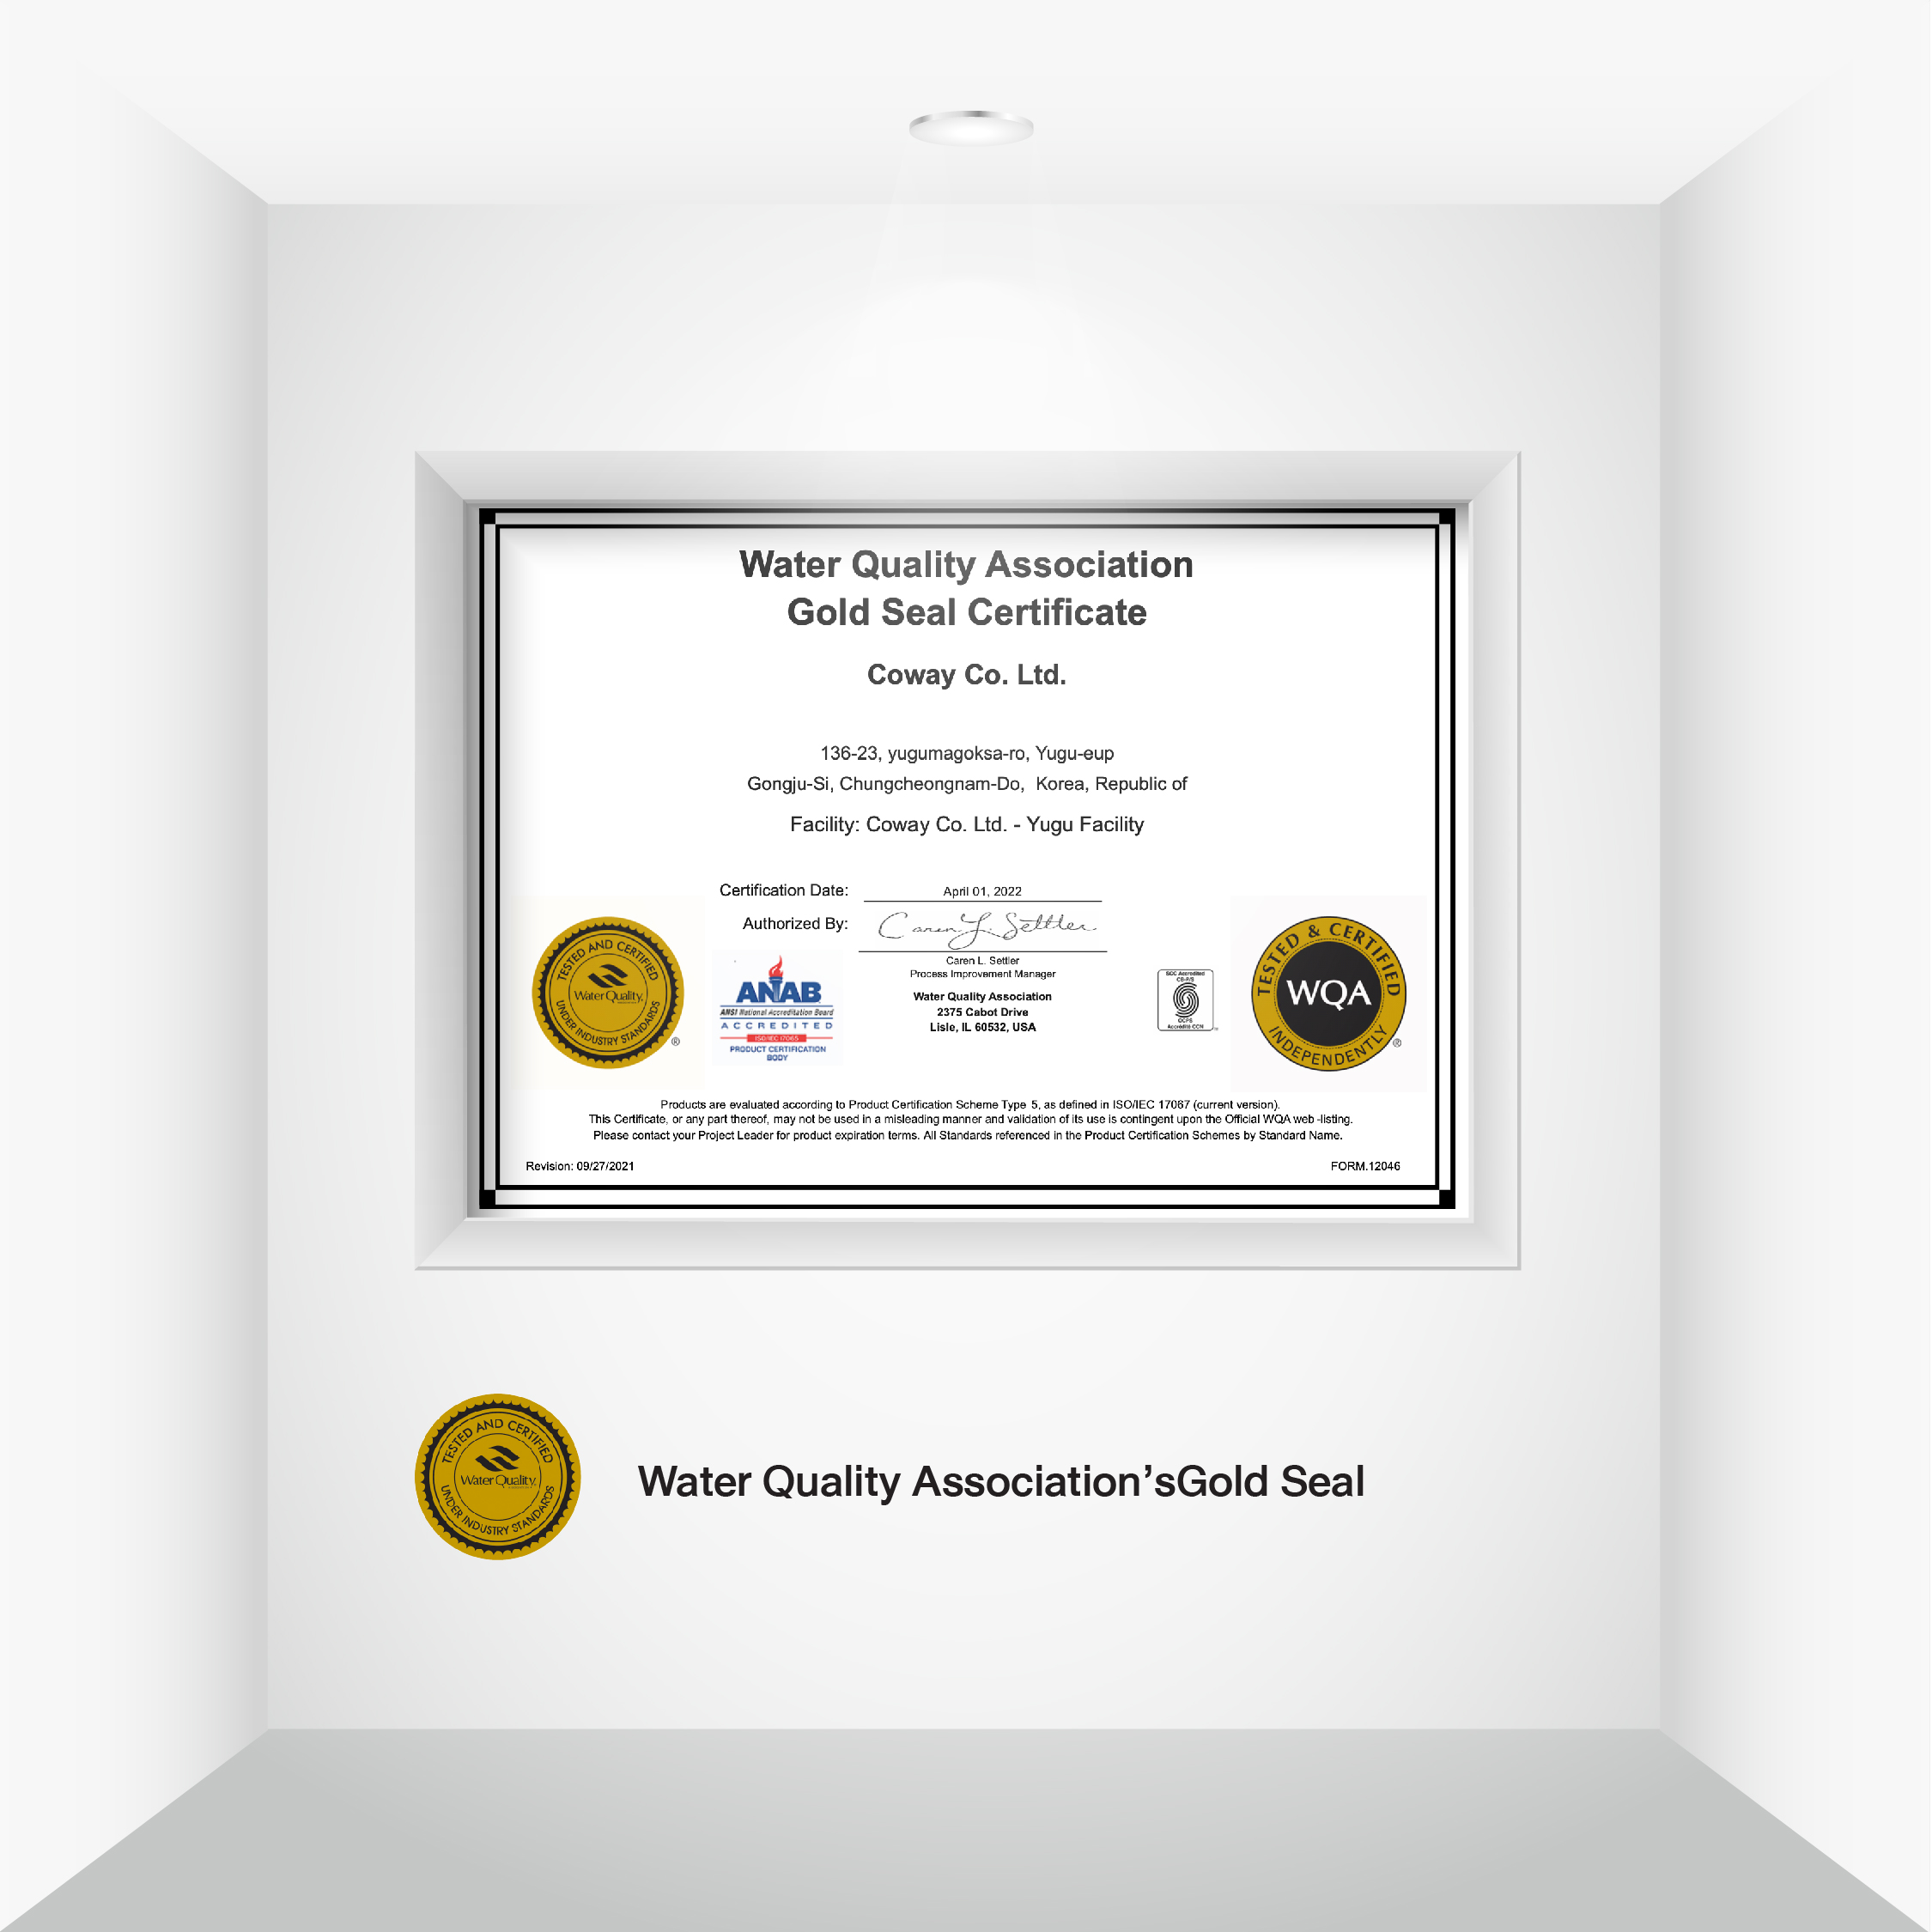 Water Quality Association
Gold Seal Certificate
Coway Co. Ltd.
136-23, yugumagoksa-ro, Yugu-eup
Gongju-Si, Chungcheongnam-Do, Korea, Republic of
Facility: Coway Co. Ltd. - Yugu Facility
Certification Date: April 01, 2022
Authorized By: Caren L. Settler
Caren L. Settler
Process Improvement Manager
Water Quality Association
2375 Cabot Drive
Lisle, IL 60532, USA
TESTED AND CERTIFIED
Water Quality
UNDER INDUSTRY STANDARDS
®
ANAB
ANSI National Accreditation Board
ACCREDITED
ISO/IEC 17065
PRODUCT CERTIFICATION
BODY
SCC Accredited
CB-P/S
OCPS
Accrédité CCN
TESTED & CERTIFIED
WQA
INDEPENDENTLY
®
Products are evaluated according to Product Certification Scheme Type 5, as defined in ISO/IEC 17067 (current version).
This Certificate, or any part thereof, may not be used in a misleading manner and validation of its use is contingent upon the Official WQA web -listing.
Please contact your Project Leader for product expiration terms. All Standards referenced in the Product Certification Schemes by Standard Name.
Revision: 09/27/2021
FORM.12046
TESTED AND CERTIFIED
Water Quality
UNDER INDUSTRY STANDARDS
Water Quality Association’sGold Seal